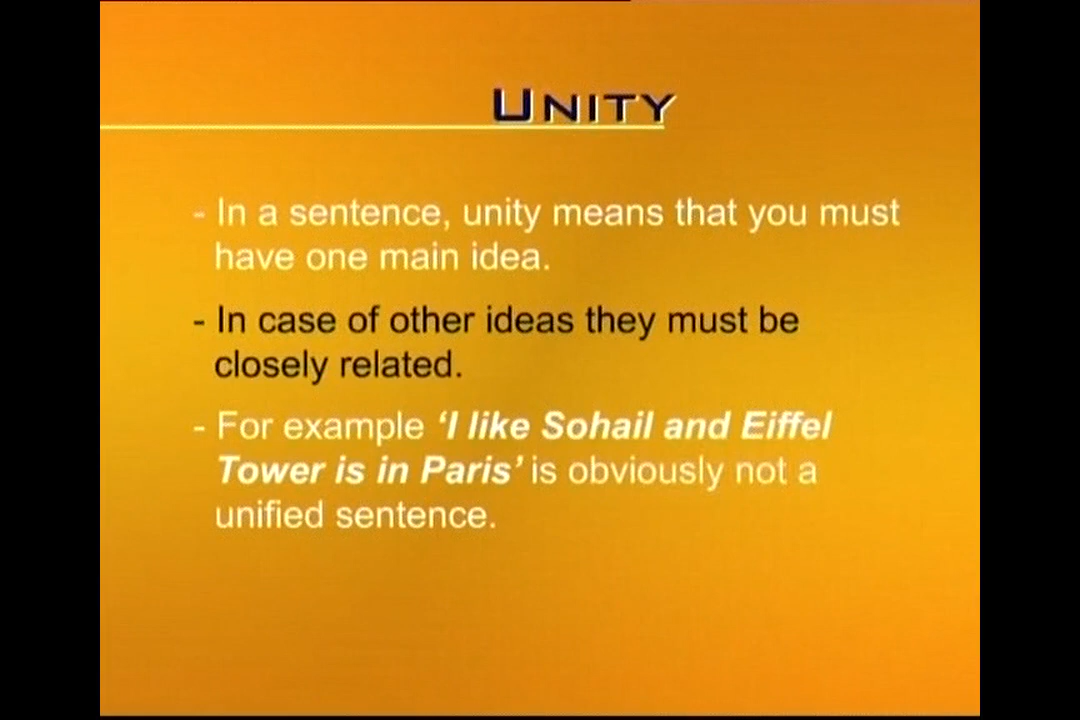 UNITY
- In a sentence, unity means that you must
have one main idea.
- In case of other ideas they must be
closely related.
- For example ‘I like Sohail and Eiffel
Tower is in Paris’ is obviously not a
unified sentence.